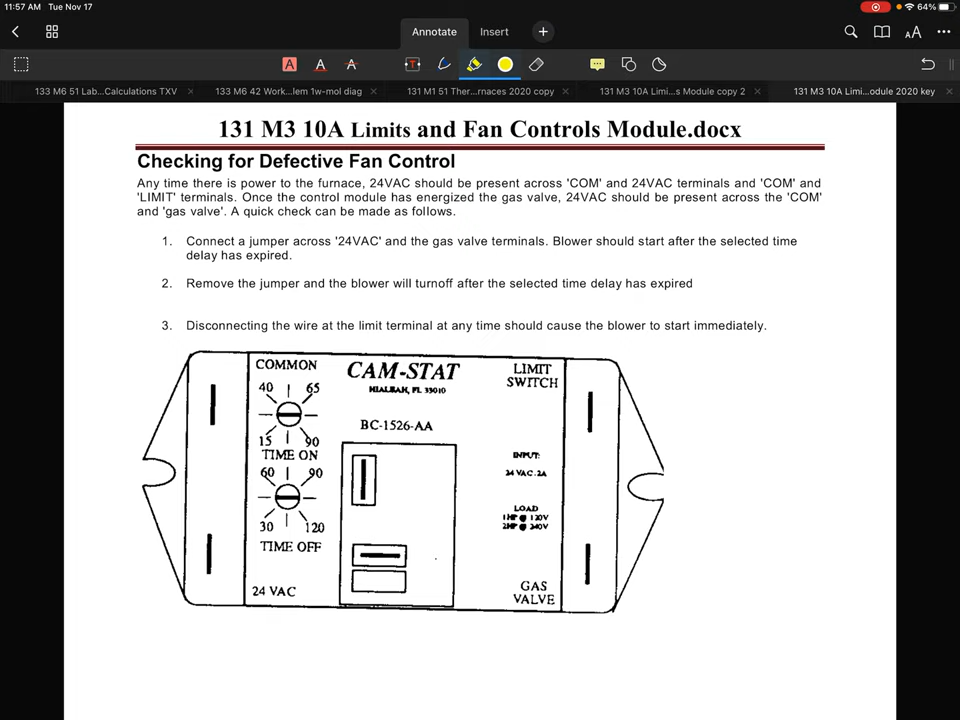 11:57 AM Tue Nov 17
64%
Annotate Insert
133 M6 51 Lab...Calculations TXV
133 M6 42 Work...lem 1w-mol diag
131 M1 51 Ther...rnaces 2020 copy
131 M3 10A Limi...s Module copy 2
131 M3 10A Limi...odule 2020 key
131 M3 10A Limits and Fan Controls Module.docx
Checking for Defective Fan Control
Any time there is power to the furnace, 24VAC should be present across 'COM' and 24VAC terminals and 'COM' and
'LIMIT' terminals. Once the control module has energized the gas valve, 24VAC should be present across the 'COM'
and 'gas valve'. A quick check can be made as follows.
1. Connect a jumper across '24VAC' and the gas valve terminals. Blower should start after the selected time
delay has expired.
2. Remove the jumper and the blower will turnoff after the selected time delay has expired
3. Disconnecting the wire at the limit terminal at any time should cause the blower to start immediately.
COMMON
40 65
15 90
TIME ON
60 90
30 120
TIME OFF
24 VAC
CAM-STAT
HIALEAH, FL 33010
BC-1526-AA
LIMIT
SWITCH
INPUT:
24 VAC .2A
LOAD
1 HP @ 120V
2HP @ 240V
GAS
VALVE